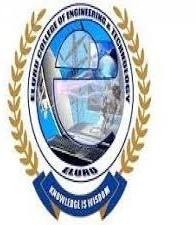 ELURU COLLEGE OF ENGINEERING & TECHNOLOGY
ELURU
KNOWLEDGE IS WISDOM